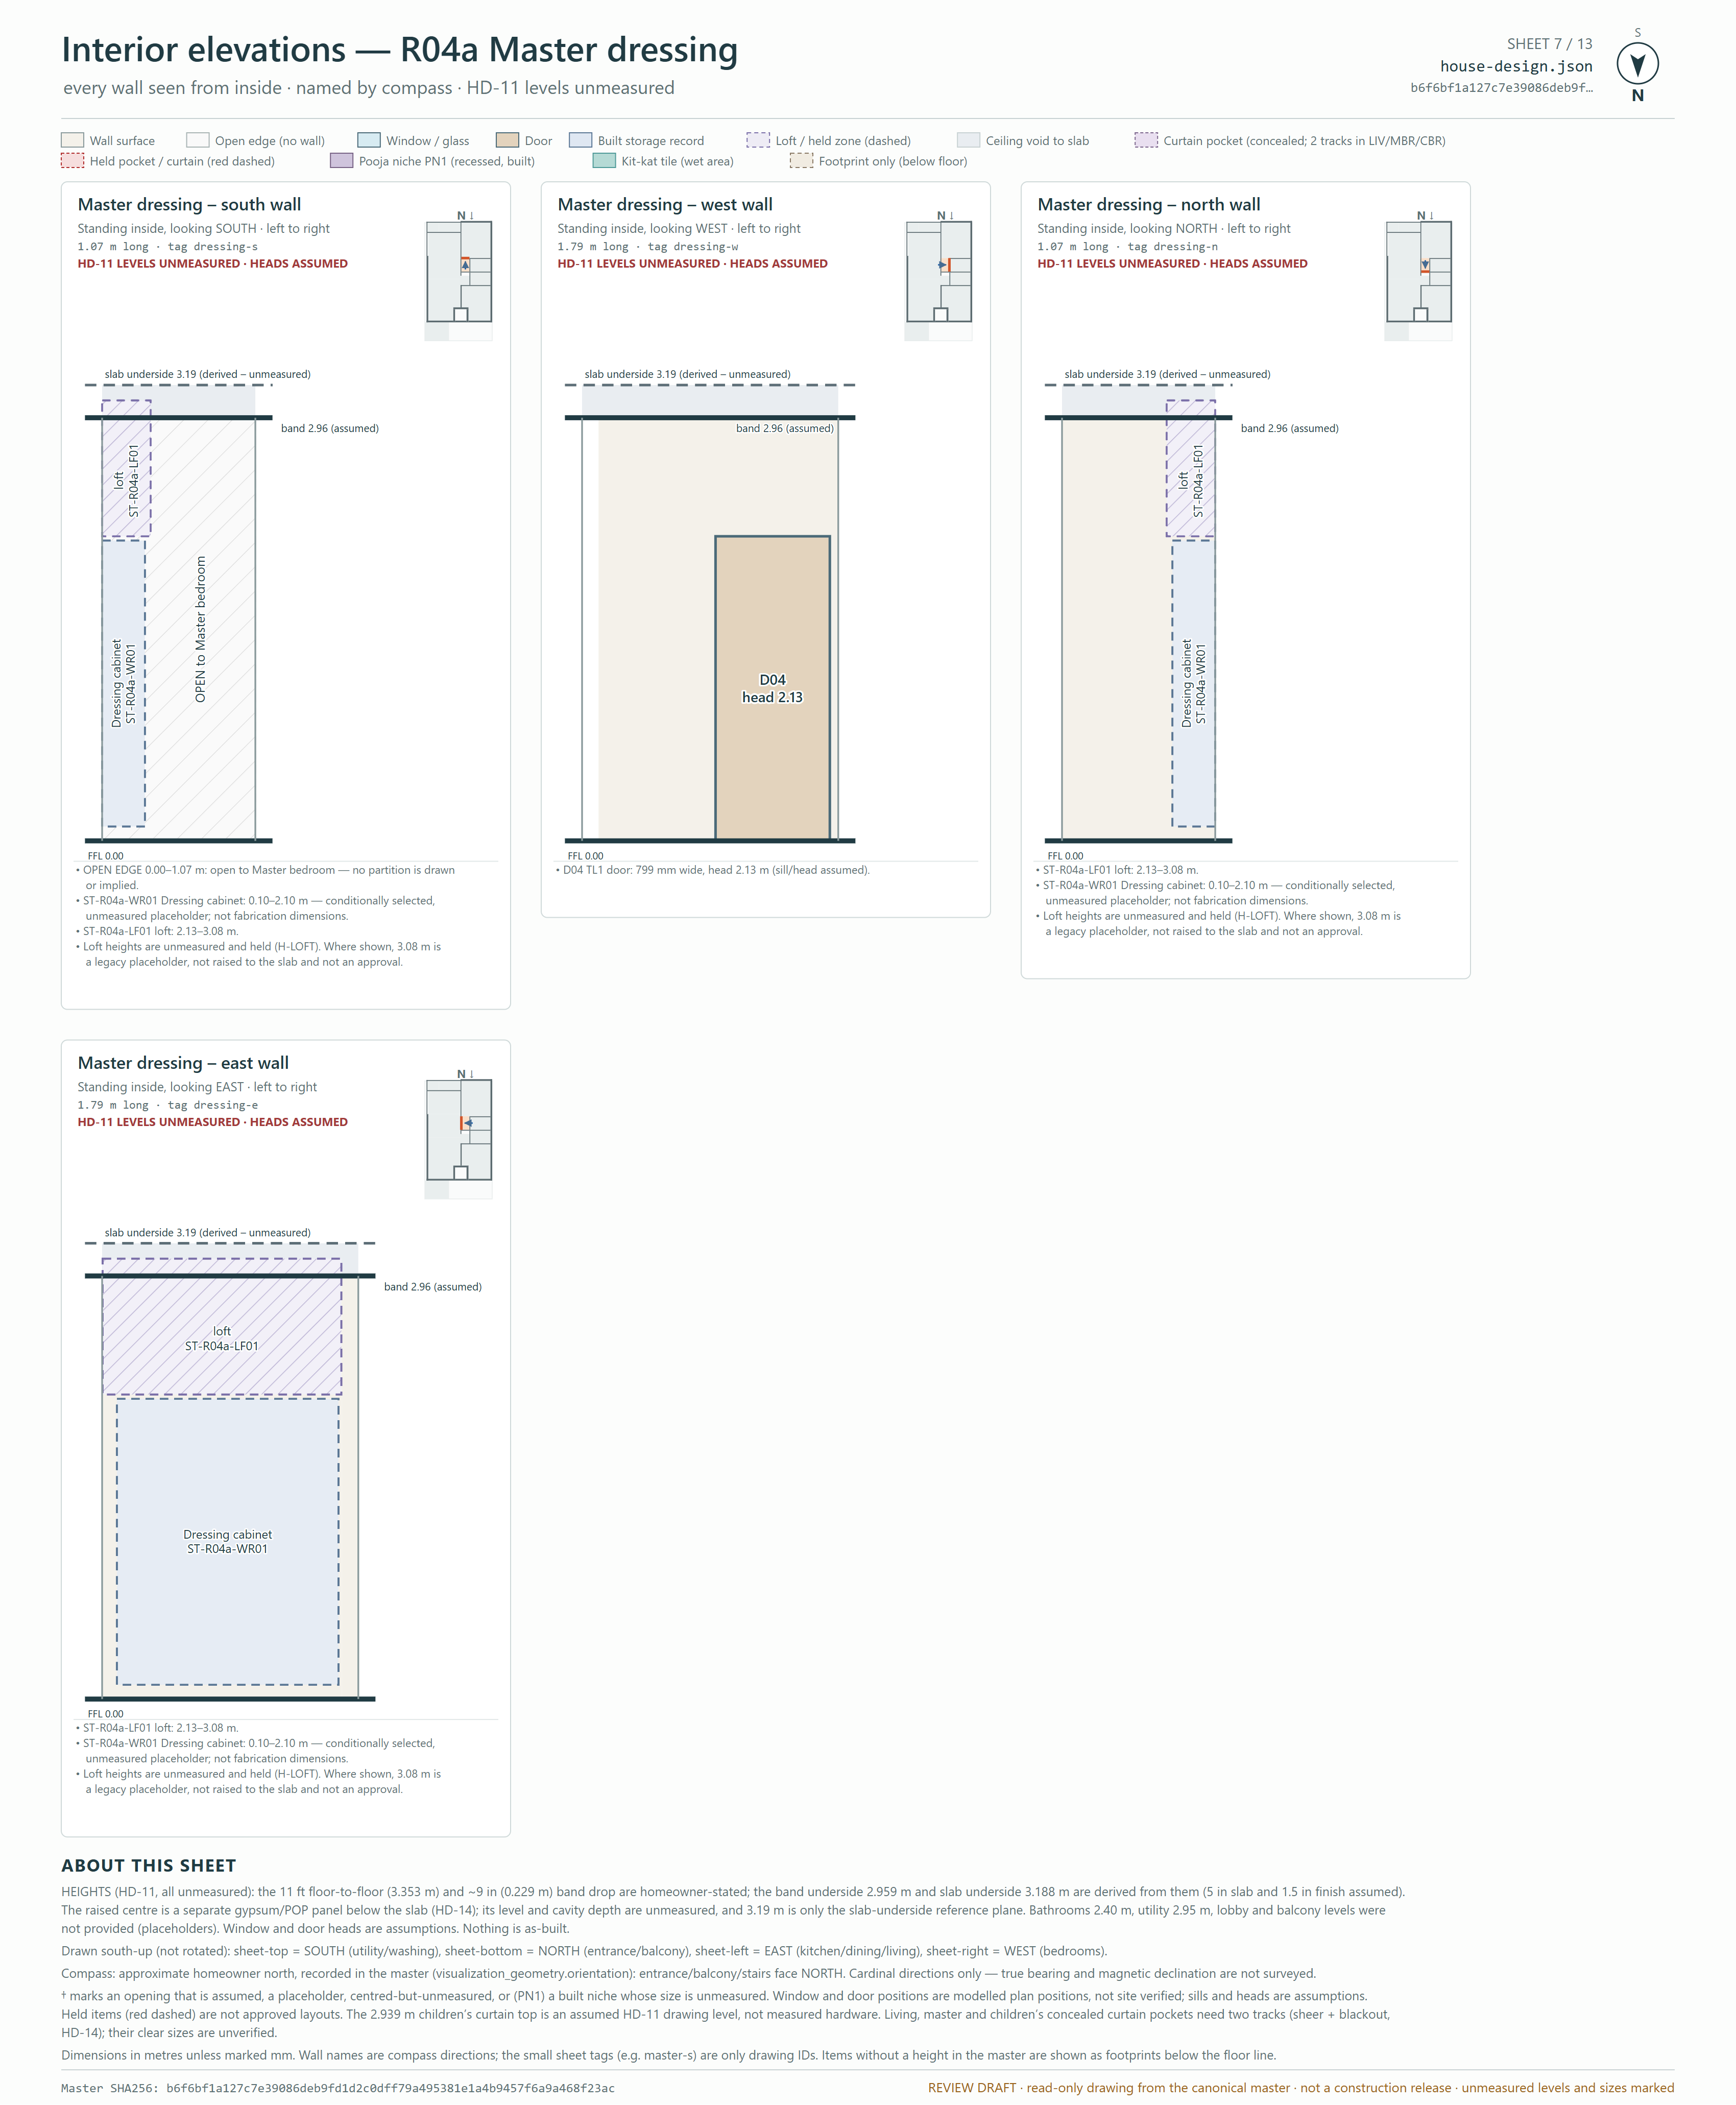 Interior elevations — R04a Master dressing
every wall seen from inside · named by compass · HD-11 levels unmeasured
SHEET 7 / 13
house-design.json
b6f6bf1a127c7e39086deb9f…
S
N
Wall surface
Open edge (no wall)
Window / glass
Door
Built storage record
Loft / held zone (dashed)
Ceiling void to slab
Curtain pocket (concealed; 2 tracks in LIV/MBR/CBR)
Held pocket / curtain (red dashed)
Pooja niche PN1 (recessed, built)
Kit-kat tile (wet area)
Footprint only (below floor)
Master dressing – south wall
Standing inside, looking SOUTH · left to right
1.07 m long · tag dressing-s
HD-11 LEVELS UNMEASURED · HEADS ASSUMED
N ↓
slab underside 3.19 (derived – unmeasured)
band 2.96 (assumed)
loft
ST-R04a-LF01
OPEN to Master bedroom
Dressing cabinet
ST-R04a-WR01
FFL 0.00
• OPEN EDGE 0.00–1.07 m: open to Master bedroom — no partition is drawn
or implied.
• ST-R04a-WR01 Dressing cabinet: 0.10–2.10 m — conditionally selected,
unmeasured placeholder; not fabrication dimensions.
• ST-R04a-LF01 loft: 2.13–3.08 m.
• Loft heights are unmeasured and held (H-LOFT). Where shown, 3.08 m is
a legacy placeholder, not raised to the slab and not an approval.
Master dressing – west wall
Standing inside, looking WEST · left to right
1.79 m long · tag dressing-w
HD-11 LEVELS UNMEASURED · HEADS ASSUMED
N ↓
slab underside 3.19 (derived – unmeasured)
band 2.96 (assumed)
D04
head 2.13
FFL 0.00
• D04 TL1 door: 799 mm wide, head 2.13 m (sill/head assumed).
Master dressing – north wall
Standing inside, looking NORTH · left to right
1.07 m long · tag dressing-n
HD-11 LEVELS UNMEASURED · HEADS ASSUMED
N ↓
slab underside 3.19 (derived – unmeasured)
band 2.96 (assumed)
loft
ST-R04a-LF01
Dressing cabinet
ST-R04a-WR01
FFL 0.00
• ST-R04a-LF01 loft: 2.13–3.08 m.
• ST-R04a-WR01 Dressing cabinet: 0.10–2.10 m — conditionally selected,
unmeasured placeholder; not fabrication dimensions.
• Loft heights are unmeasured and held (H-LOFT). Where shown, 3.08 m is
a legacy placeholder, not raised to the slab and not an approval.
Master dressing – east wall
Standing inside, looking EAST · left to right
1.79 m long · tag dressing-e
HD-11 LEVELS UNMEASURED · HEADS ASSUMED
N ↓
slab underside 3.19 (derived – unmeasured)
band 2.96 (assumed)
loft
ST-R04a-LF01
Dressing cabinet
ST-R04a-WR01
FFL 0.00
• ST-R04a-LF01 loft: 2.13–3.08 m.
• ST-R04a-WR01 Dressing cabinet: 0.10–2.10 m — conditionally selected,
unmeasured placeholder; not fabrication dimensions.
• Loft heights are unmeasured and held (H-LOFT). Where shown, 3.08 m is
a legacy placeholder, not raised to the slab and not an approval.
ABOUT THIS SHEET
HEIGHTS (HD-11, all unmeasured): the 11 ft floor-to-floor (3.353 m) and ~9 in (0.229 m) band drop are homeowner-stated; the band underside 2.959 m and slab underside 3.188 m are derived from them (5 in slab and 1.5 in finish assumed).
The raised centre is a separate gypsum/POP panel below the slab (HD-14); its level and cavity depth are unmeasured, and 3.19 m is only the slab-underside reference plane. Bathrooms 2.40 m, utility 2.95 m, lobby and balcony levels were
not provided (placeholders). Window and door heads are assumptions. Nothing is as-built.
Drawn south-up (not rotated): sheet-top = SOUTH (utility/washing), sheet-bottom = NORTH (entrance/balcony), sheet-left = EAST (kitchen/dining/living), sheet-right = WEST (bedrooms).
Compass: approximate homeowner north, recorded in the master (visualization_geometry.orientation): entrance/balcony/stairs face NORTH. Cardinal directions only — true bearing and magnetic declination are not surveyed.
† marks an opening that is assumed, a placeholder, centred-but-unmeasured, or (PN1) a built niche whose size is unmeasured. Window and door positions are modelled plan positions, not site verified; sills and heads are assumptions.
Held items (red dashed) are not approved layouts. The 2.939 m children's curtain top is an assumed HD-11 drawing level, not measured hardware. Living, master and children's concealed curtain pockets need two tracks (sheer + blackout,
HD-14); their clear sizes are unverified.
Dimensions in metres unless marked mm. Wall names are compass directions; the small sheet tags (e.g. master-s) are only drawing IDs. Items without a height in the master are shown as footprints below the floor line.
Master SHA256: b6f6bf1a127c7e39086deb9fd1d2c0dff79a495381e1a4b9457f6a9a468f23ac
REVIEW DRAFT · read-only drawing from the canonical master · not a construction release · unmeasured levels and sizes marked